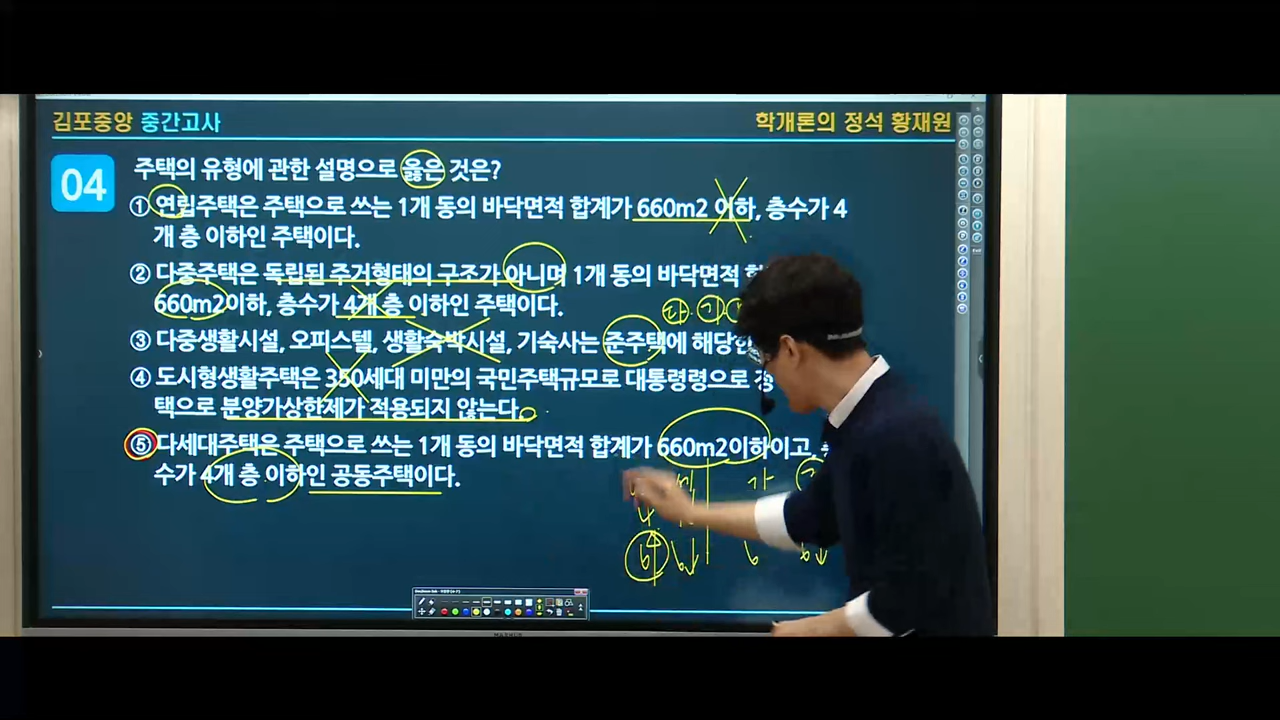 김포중앙 중간고사
학개론의 정석 황재원
04
주택의 유형에 관한 설명으로 옳은 것은?
① 연립주택은 주택으로 쓰는 1개 동의 바닥면적 합계가 660m2 이하, 층수가 4
개 층 이하인 주택이다.
② 다중주택은 독립된 주거형태의 구조가 아니며 1개 동의 바닥면적
660m2이하, 층수가 4개 층 이하인 주택이다.
③ 다중생활시설, 오피스텔, 생활숙박시설, 기숙사는 준주택에
④ 도시형생활주택은 350세대 미만의 국민주택규모로 대통령령으로
택으로 분양가상한제가 적용되지 않는다.
⑤ 다세대주택은 주택으로 쓰는 1개 동의 바닥면적 합계가 660m2이하이고,
수가 4개 층 이하인 공동주택이다.